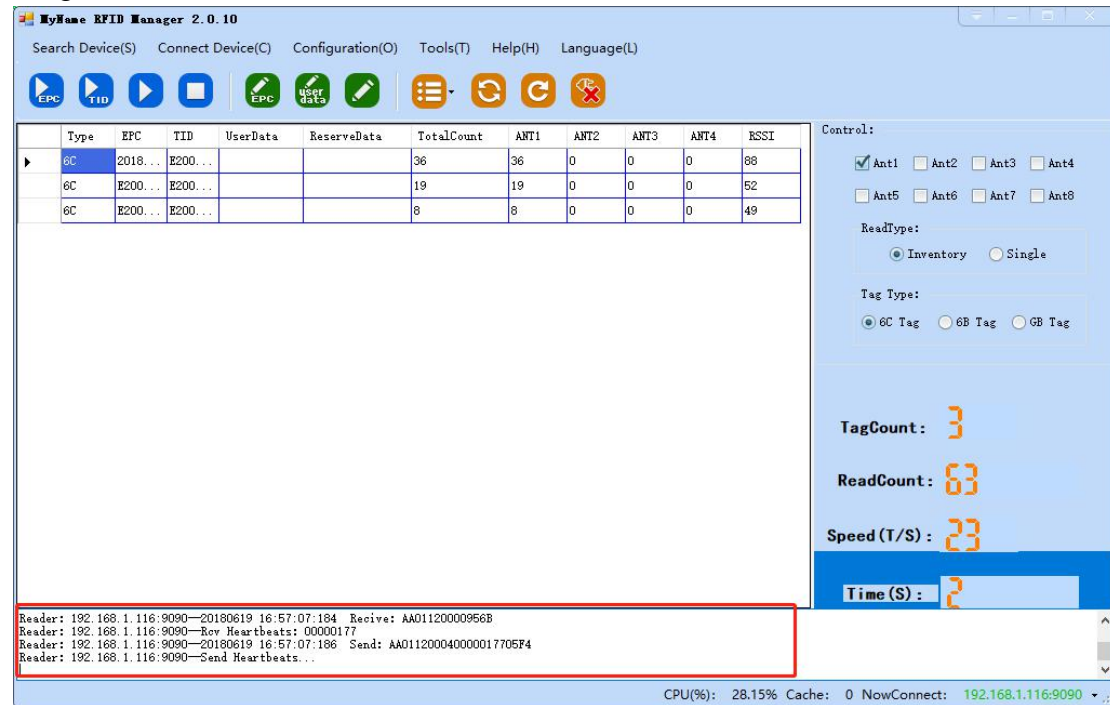 MyName RFID Manager 2.0.10
Search Device(S) Connect Device(C) Configuration(O) Tools(T) Help(H) Language(L)
EPC TID EPC user data
Type EPC TID UserData ReserveData TotalCount ANT1 ANT2 ANT3 ANT4 RSSI
6C 2018... E200... 36 36 0 0 0 88
6C E200... E200... 19 19 0 0 0 52
6C E200... E200... 8 8 0 0 0 49
Control:
Ant1 Ant2 Ant3 Ant4
Ant5 Ant6 Ant7 Ant8
ReadType:
Inventory Single
Tag Type:
6C Tag 6B Tag GB Tag
TagCount: 3
ReadCount: 63
Speed(T/S): 23
Time(S): 2
Reader: 192.168.1.116:9090—20180619 16:57:07:184 Recive: AA01120000956B
Reader: 192.168.1.116:9090—Rcv Heartbeats: 00000177
Reader: 192.168.1.116:9090—20180619 16:57:07:186 Send: AA011200040000017705F4
Reader: 192.168.1.116:9090—Send Heartbeats...
CPU(%): 28.15% Cache: 0 NowConnect: 192.168.1.116:9090